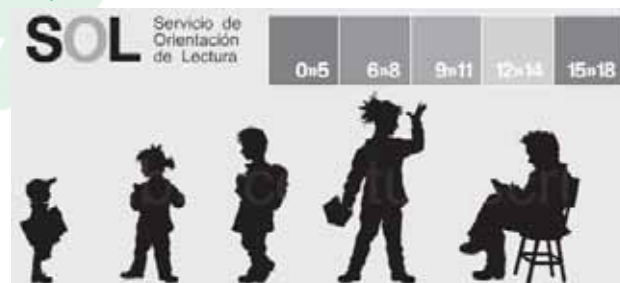 SOL
Servicio de
Orientación
de Lectura
0»5
6»8
9»11
12»14
15»18